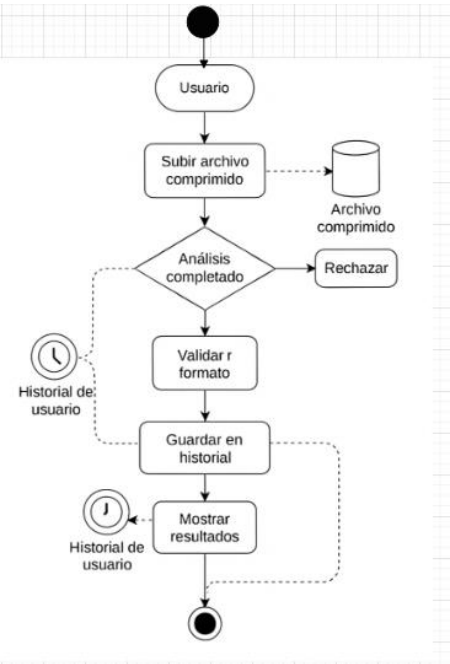 Usuario
Subir archivo
comprimido
Archivo
comprimido
Análisis
completado
Rechazar
Validar r
formato
Historial de
usuario
Guardar en
historial
Mostrar
resultados
Historial de
usuario